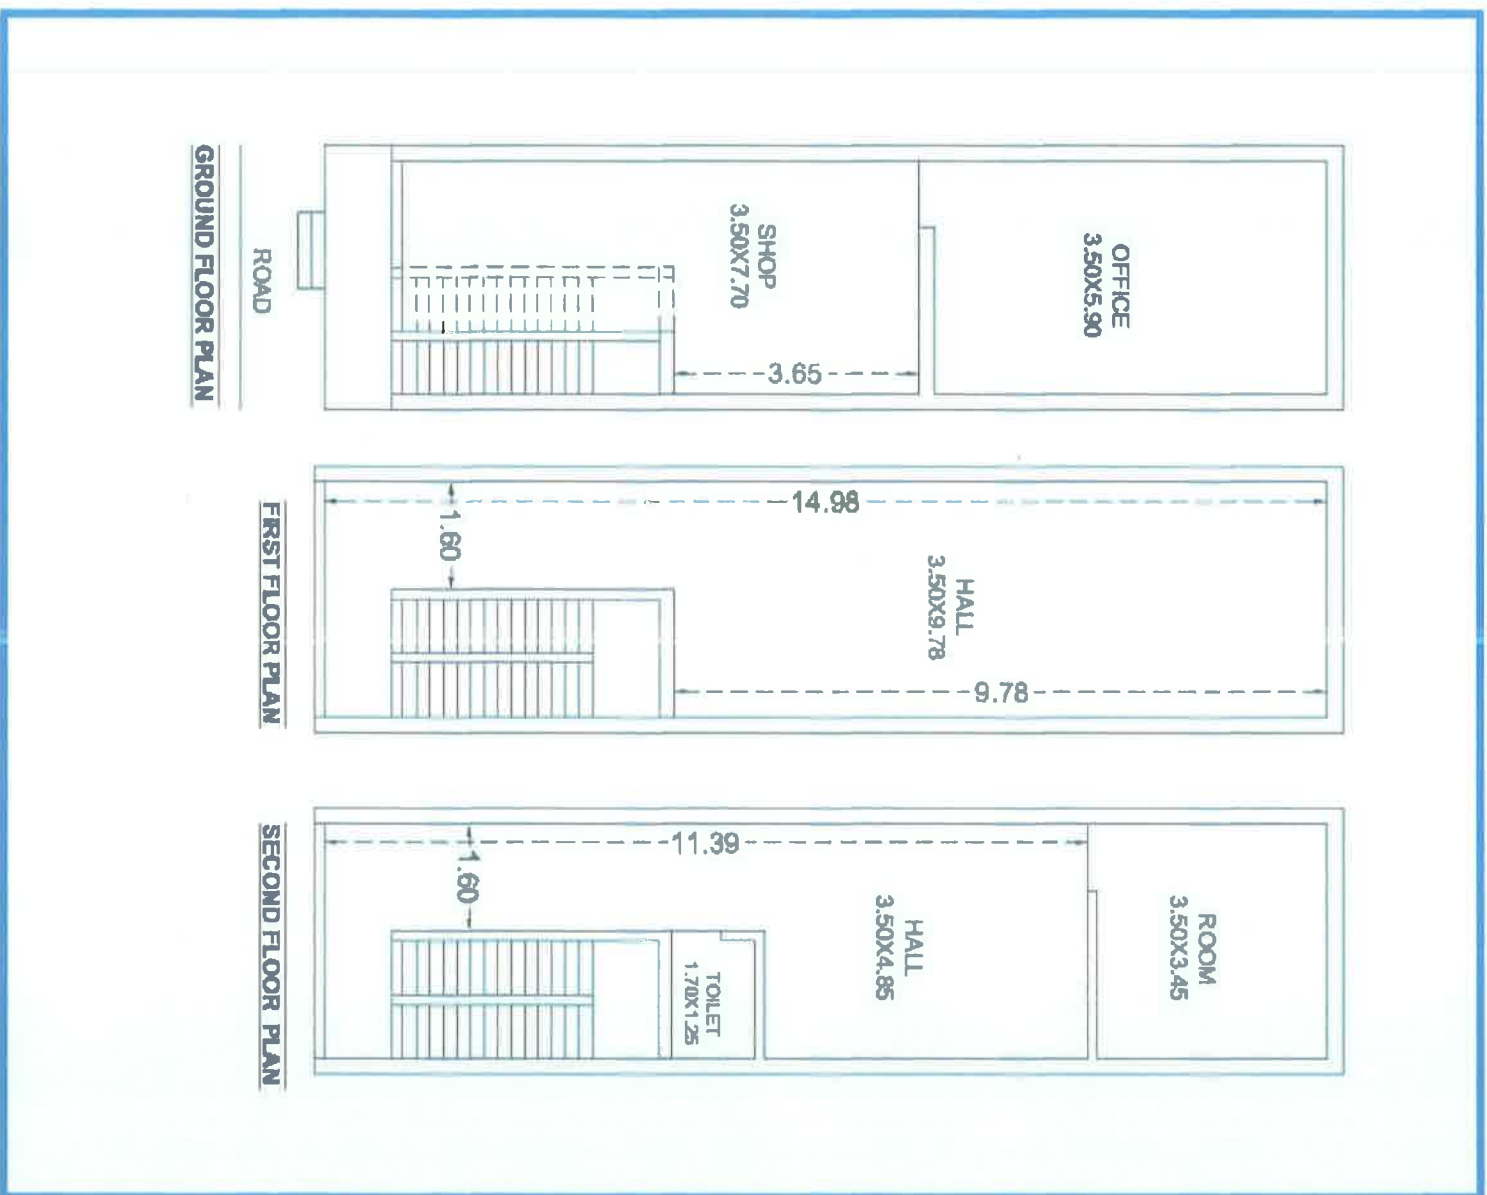 OFFICE
3.50X5.90
SHOP
3.50X7.70
3.65
ROAD
GROUND FLOOR PLAN
14.98
HALL
3.50X9.78
9.78
1.60
FIRST FLOOR PLAN
ROOM
3.50X3.45
11.39
HALL
3.50X4.85
TOILET
1.70X1.25
1.60
SECOND FLOOR PLAN